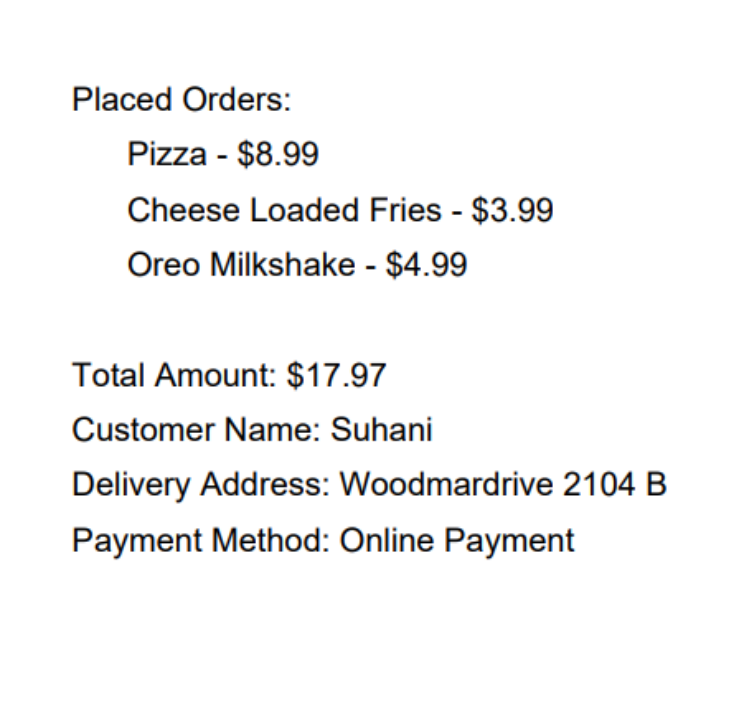 Placed Orders:
Pizza - $8.99
Cheese Loaded Fries - $3.99
Oreo Milkshake - $4.99
Total Amount: $17.97
Customer Name: Suhani
Delivery Address: Woodmardrive 2104 B
Payment Method: Online Payment